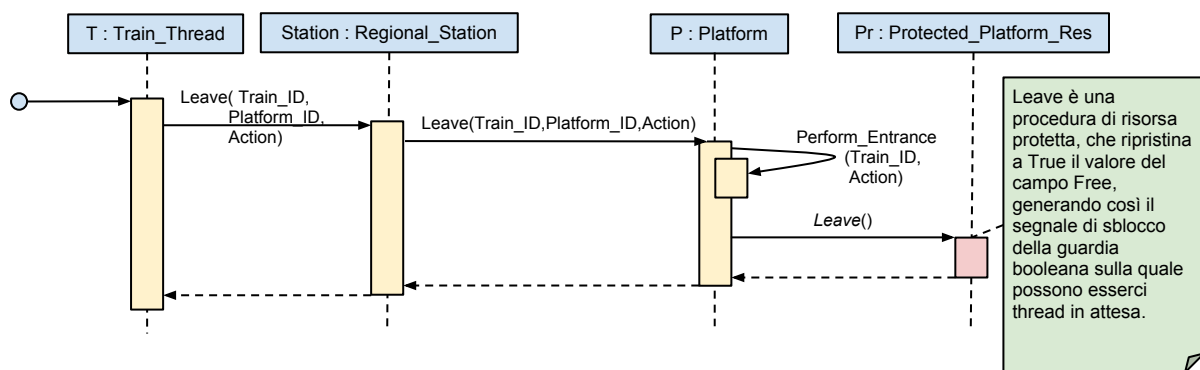 T : Train_Thread
Station : Regional_Station
P : Platform
Pr : Protected_Platform_Res
Leave( Train_ID,
Platform_ID,
Action)
Leave(Train_ID,Platform_ID,Action)
Perform_Entrance
(Train_ID,
Action)
Leave()
Leave è una
procedura di risorsa
protetta, che ripristina
a True il valore del
campo Free,
generando così il
segnale di sblocco
della guardia
booleana sulla quale
possono esserci
thread in attesa.